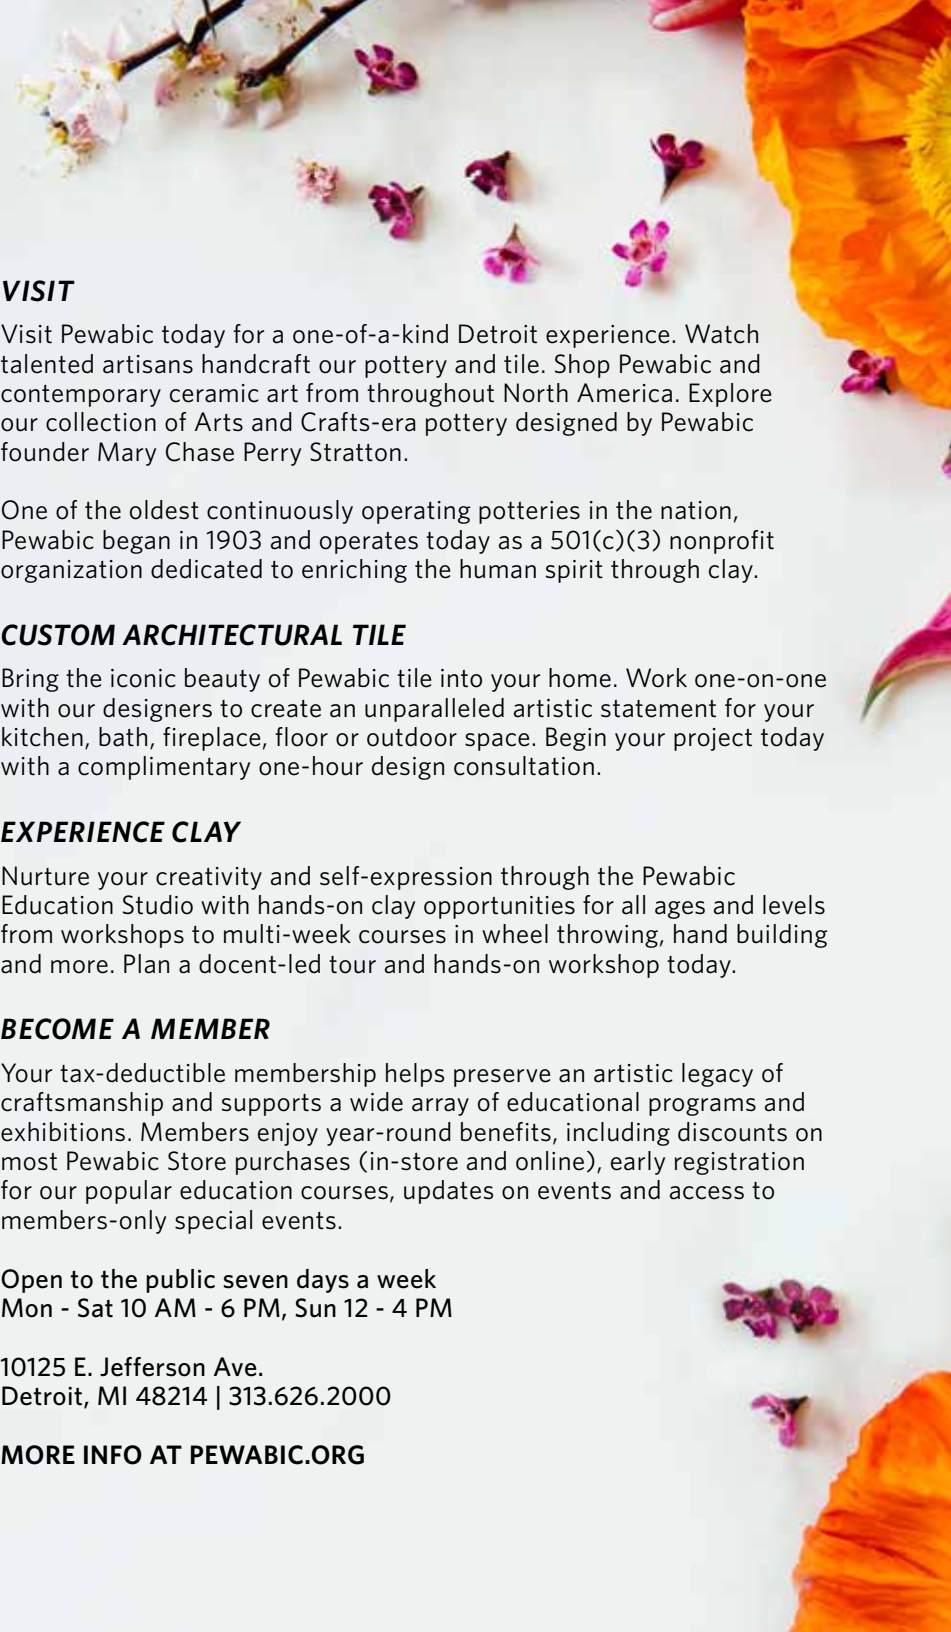 VISIT
Visit Pewabic today for a one-of-a-kind Detroit experience. Watch
talented artisans handcraft our pottery and tile. Shop Pewabic and
contemporary ceramic art from throughout North America. Explore
our collection of Arts and Crafts-era pottery designed by Pewabic
founder Mary Chase Perry Stratton.
One of the oldest continuously operating potteries in the nation,
Pewabic began in 1903 and operates today as a 501(c)(3) nonprofit
organization dedicated to enriching the human spirit through clay.
CUSTOM ARCHITECTURAL TILE
Bring the iconic beauty of Pewabic tile into your home. Work one-on-one
with our designers to create an unparalleled artistic statement for your
kitchen, bath, fireplace, floor or outdoor space. Begin your project today
with a complimentary one-hour design consultation.
EXPERIENCE CLAY
Nurture your creativity and self-expression through the Pewabic
Education Studio with hands-on clay opportunities for all ages and levels
from workshops to multi-week courses in wheel throwing, hand building
and more. Plan a docent-led tour and hands-on workshop today.
BECOME A MEMBER
Your tax-deductible membership helps preserve an artistic legacy of
craftsmanship and supports a wide array of educational programs and
exhibitions. Members enjoy year-round benefits, including discounts on
most Pewabic Store purchases (in-store and online), early registration
for our popular education courses, updates on events and access to
members-only special events.
Open to the public seven days a week
Mon - Sat 10 AM - 6 PM, Sun 12 - 4 PM
10125 E. Jefferson Ave.
Detroit, MI 48214 | 313.626.2000
MORE INFO AT PEWABIC.ORG